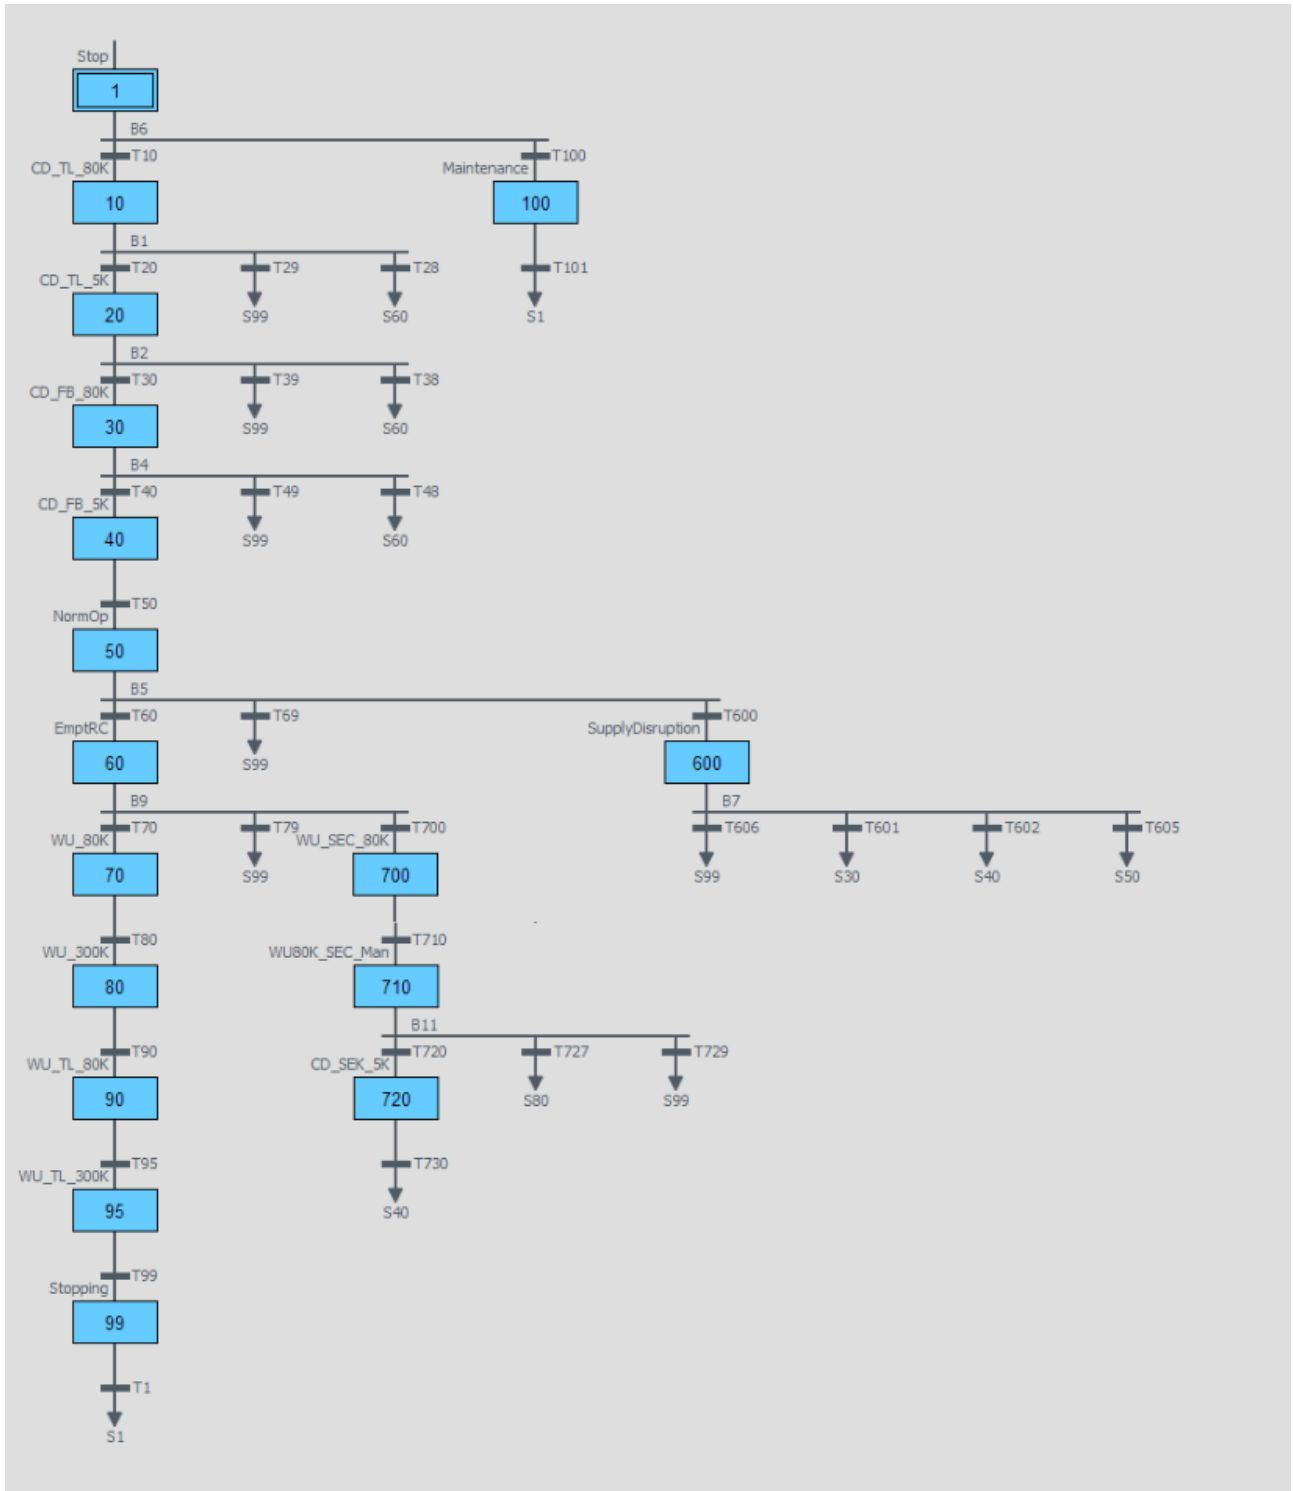 Stop
1
B6
T10 T100
CD_TL_80K Maintenance
10 100
B1
T20 T29 T28 T101
CD_TL_5K
20 S99 S60 S1
B2
T30 T39 T38
CD_FB_80K
30 S99 S60
B4
T40 T49 T48
CD_FB_5K
40 S99 S60
T50
NormOp
50
B5
T60 T69 T600
EmptRC SupplyDisruption
60 S99 600
B9 B7
T70 T79 T700 T606 T601 T602 T605
WU_80K WU_SEC_80K
70 S99 700 S99 S30 S40 S50
T80 T710
WU_300K WU80K_SEC_Man
80 710
B11
T90 T720 T727 T729
WU_TL_80K CD_SEK_5K
90 720 S80 S99
T95 T730
WU_TL_300K
95 S40
T99
Stopping
99
T1
S1